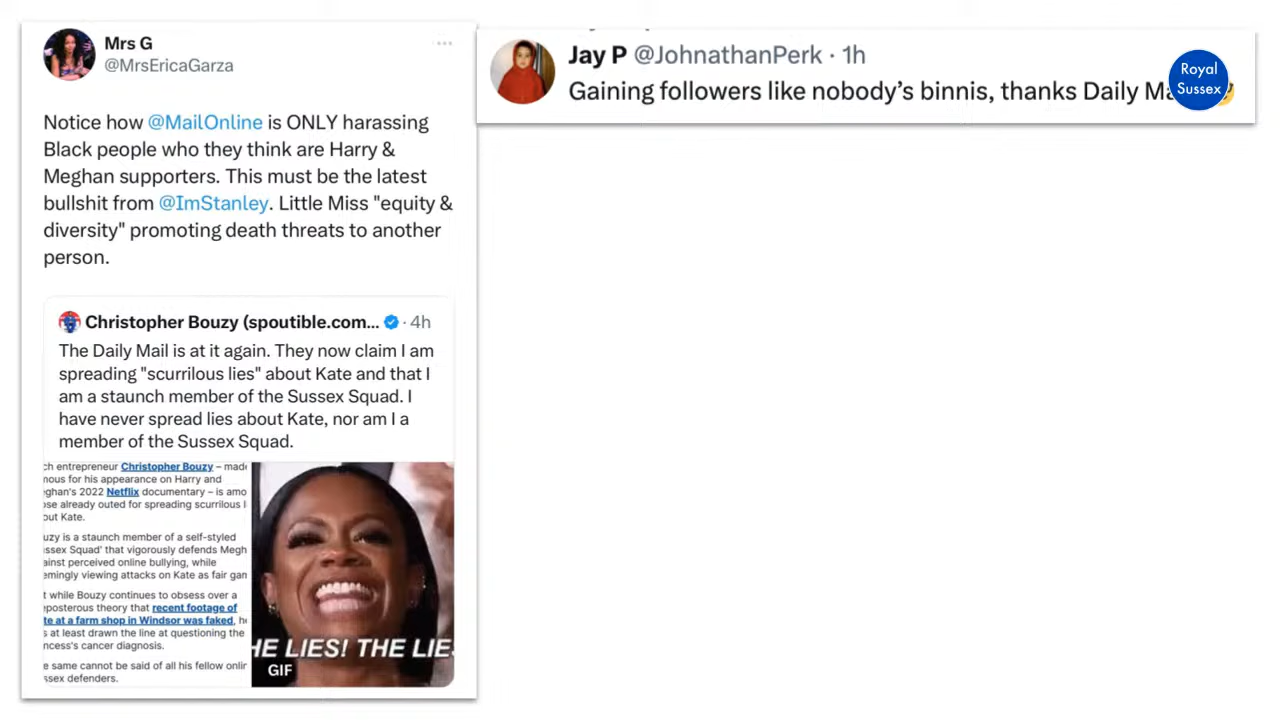 Mrs G
@MrsEricaGarza
Notice how @MailOnline is ONLY harassing
Black people who they think are Harry &
Meghan supporters. This must be the latest
bullshit from @ImStanley. Little Miss "equity &
diversity" promoting death threats to another
person.
Christopher Bouzy (spoutible.com... · 4h
The Daily Mail is at it again. They now claim I am
spreading "scurrilous lies" about Kate and that I
am a staunch member of the Sussex Squad. I
have never spread lies about Kate, nor am I a
member of the Sussex Squad.
ch entrepreneur Christopher Bouzy – made
nous for his appearance on Harry and
eghan's 2022 Netflix documentary – is amo
ose already outed for spreading scurrilous l
out Kate.
uzy is a staunch member of a self-styled
ssex Squad' that vigorously defends Megh
ainst perceived online bullying, while
emingly viewing attacks on Kate as fair gan
t while Bouzy continues to obsess over a
eposterous theory that recent footage of
te at a farm shop in Windsor was faked, he
s at least drawn the line at questioning the
ncess's cancer diagnosis.
e same cannot be said of all his fellow onlin
ssex defenders.
HE LIES! THE LIE
GIF
Jay P @JohnathanPerk · 1h
Gaining followers like nobody's binnis, thanks Daily Ma
Royal
Sussex